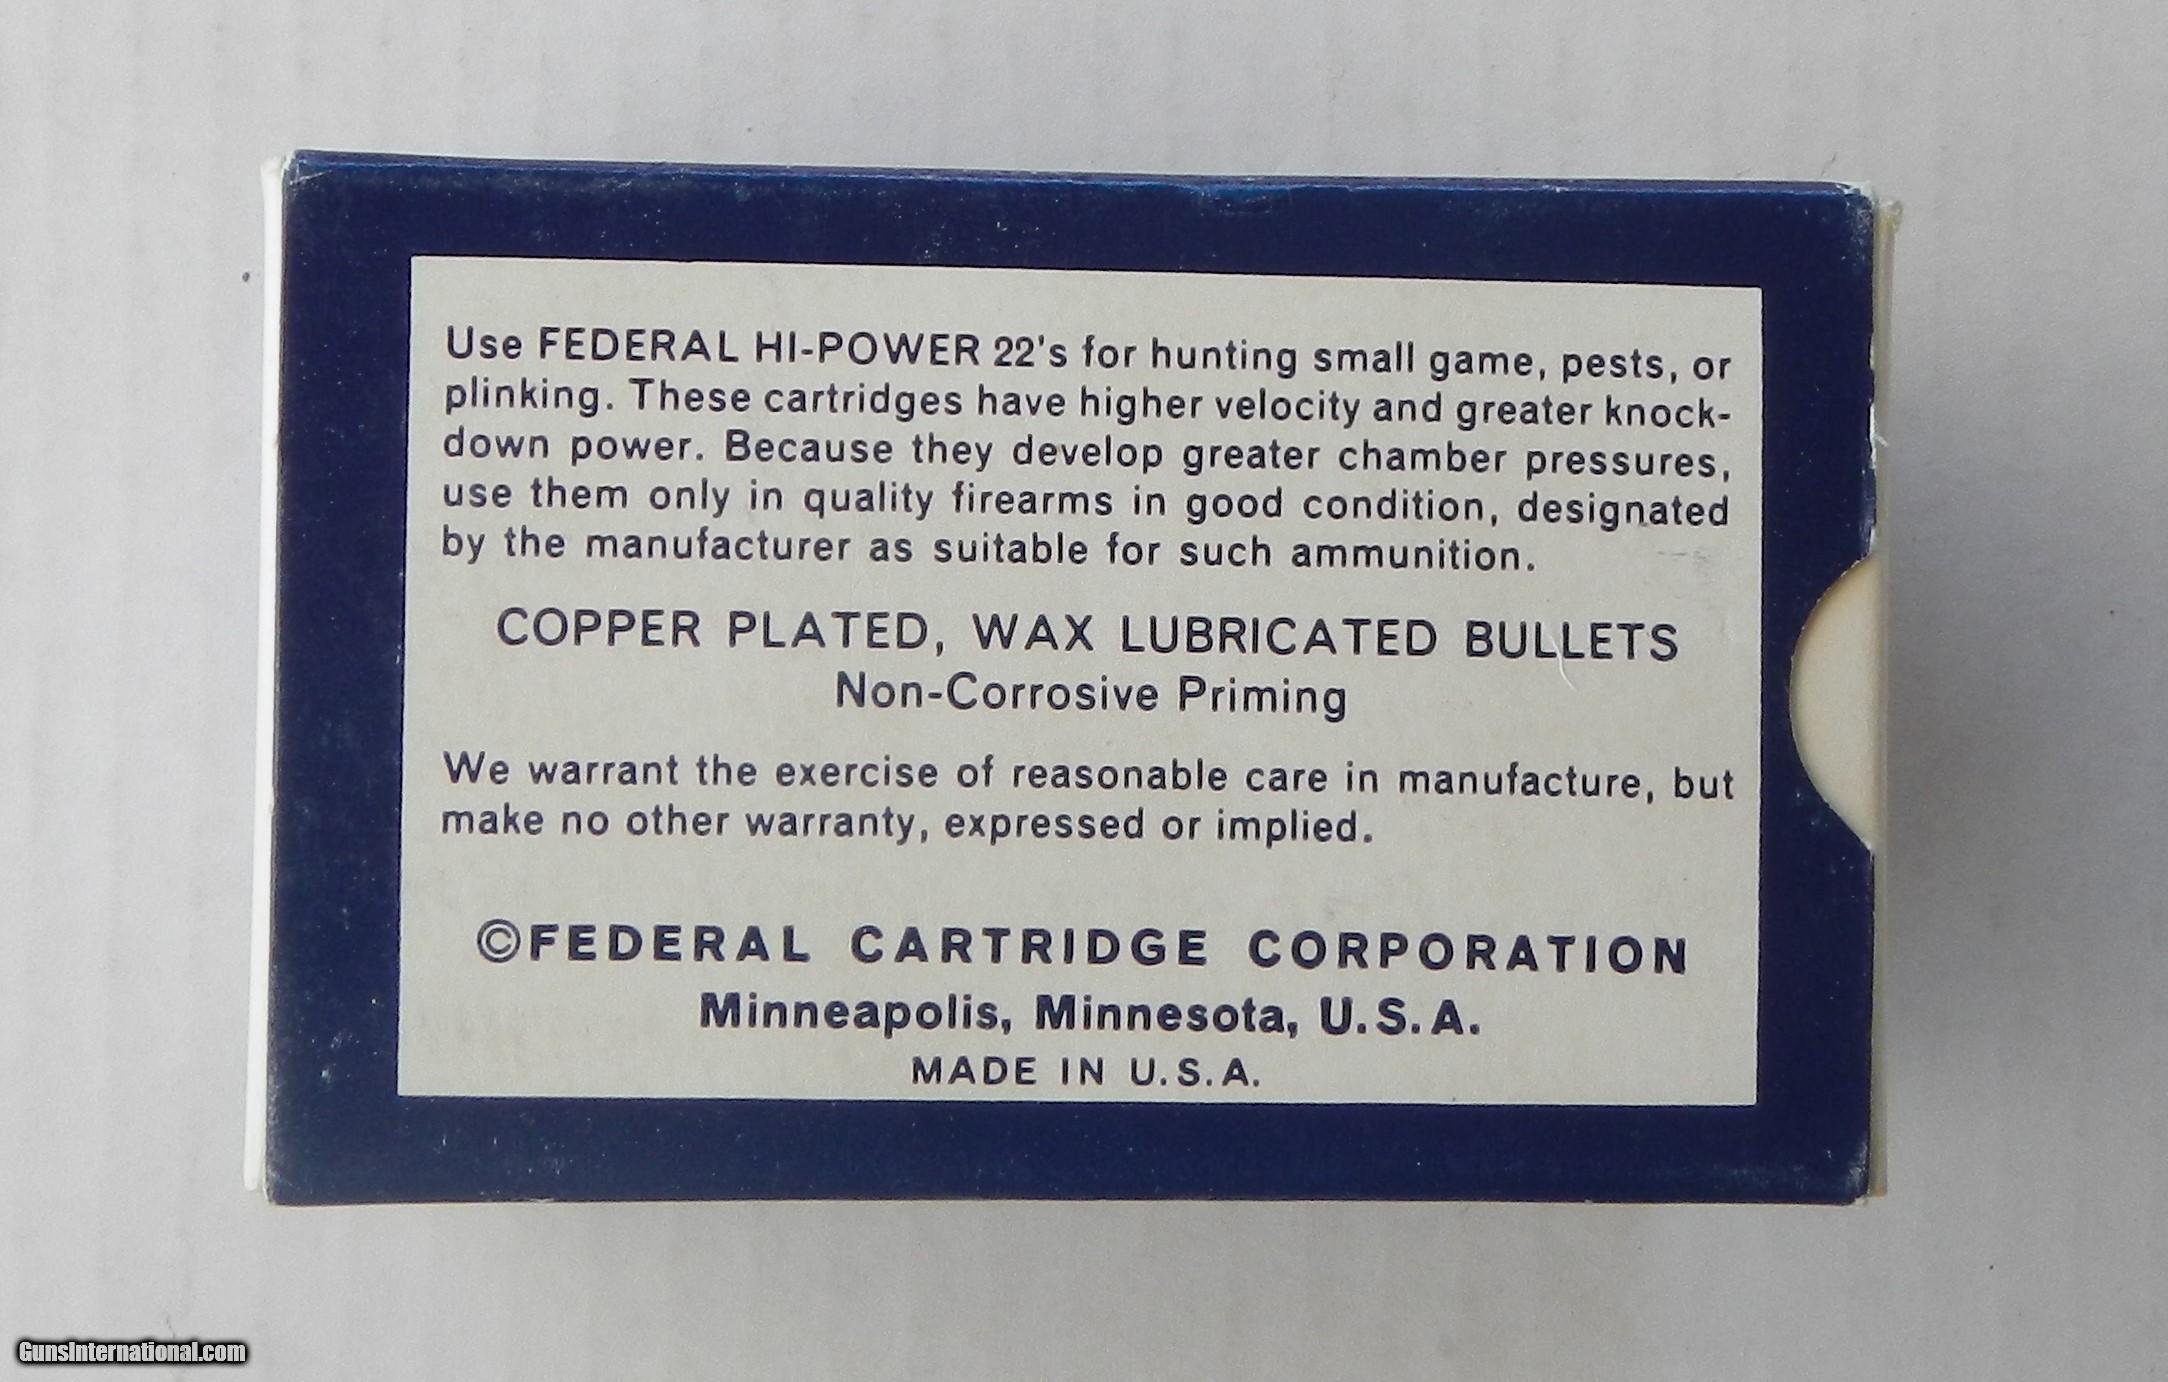 Use FEDERAL HI-POWER 22's for hunting small game, pests, or
plinking. These cartridges have higher velocity and greater knock-
down power. Because they develop greater chamber pressures,
use them only in quality firearms in good condition, designated
by the manufacturer as suitable for such ammunition.
COPPER PLATED, WAX LUBRICATED BULLETS
Non-Corrosive Priming
We warrant the exercise of reasonable care in manufacture, but
make no other warranty, expressed or implied.
©FEDERAL CARTRIDGE CORPORATION
Minneapolis, Minnesota, U.S.A.
MADE IN U.S.A.
GunsInternational.com